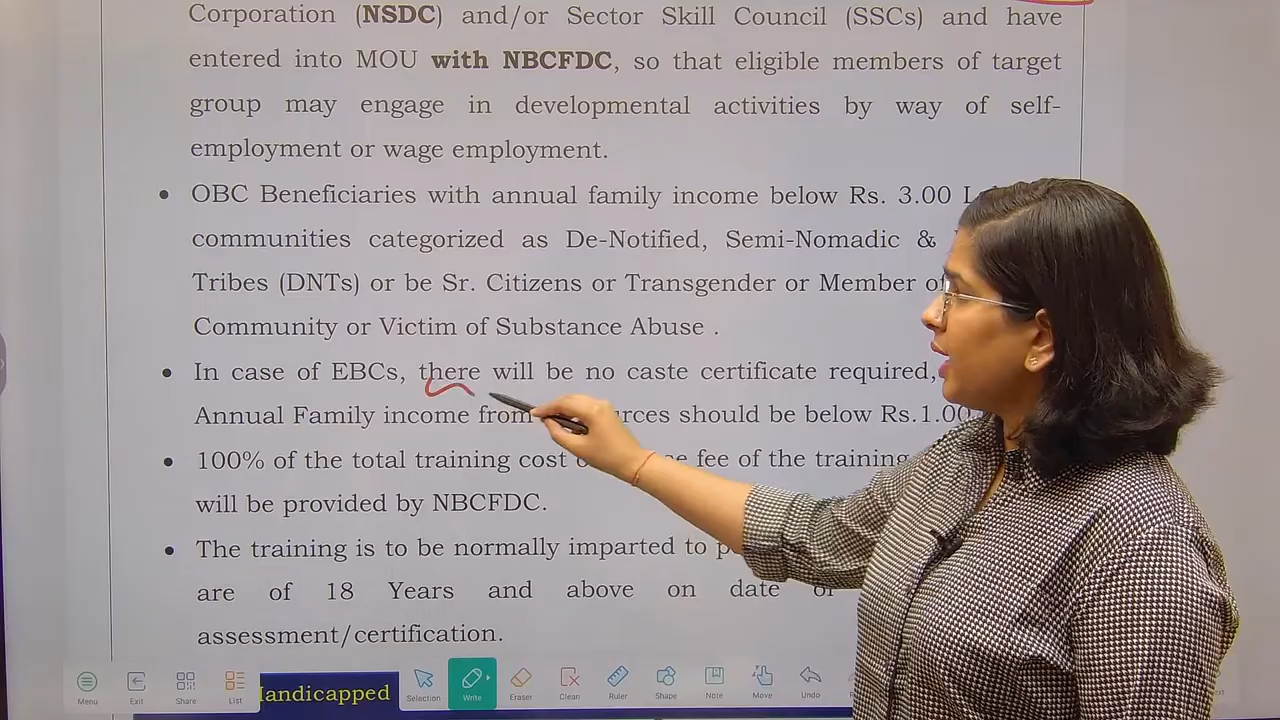 Corporation (NSDC) and/or Sector Skill Council (SSCs) and have
entered into MOU with NBCFDC, so that eligible members of target
group may engage in developmental activities by way of self-
employment or wage employment.
• OBC Beneficiaries with annual family income below Rs. 3.00
communities categorized as De-Notified, Semi-Nomadic &
Tribes (DNTs) or be Sr. Citizens or Transgender or Member of
Community or Victim of Substance Abuse .
• In case of EBCs, there will be no caste certificate required,
Annual Family income from should be below Rs.1.00
• 100% of the total training cost fee of the training
will be provided by NBCFDC.
• The training is to be normally imparted to
are of 18 Years and above on date of
assessment/certification.
Handicapped
Menu Exit Share List Selection Write Eraser Clean Ruler Shape Note Move Undo